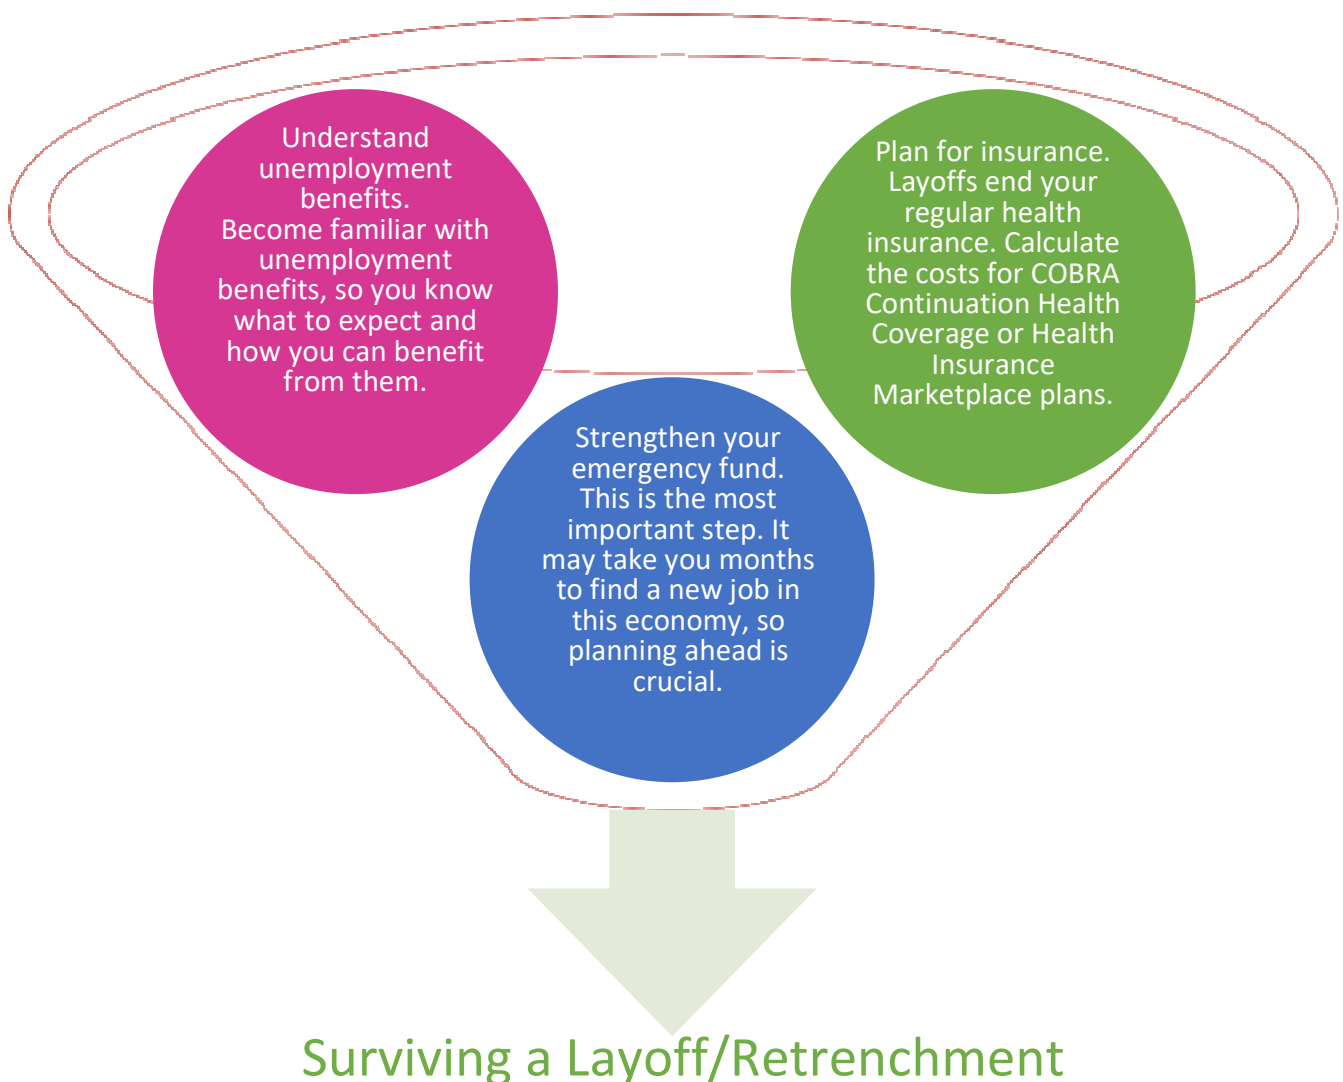 Understand
unemployment
benefits.
Become familiar with
unemployment
benefits, so you know
what to expect and
how you can benefit
from them.
Plan for insurance.
Layoffs end your
regular health
insurance. Calculate
the costs for COBRA
Continuation Health
Coverage or Health
Insurance
Marketplace plans.
Strengthen your
emergency fund.
This is the most
important step. It
may take you months
to find a new job in
this economy, so
planning ahead is
crucial.
Surviving a Layoff/Retrenchment